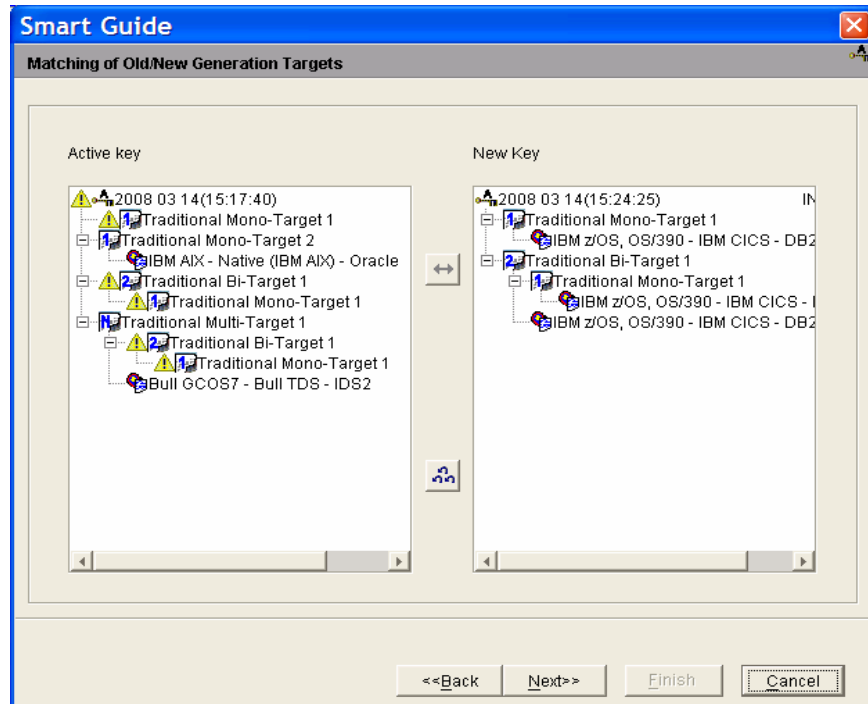 Smart Guide
Matching of Old/New Generation Targets
Active key
2008 03 14(15:17:40)
Traditional Mono-Target 1
Traditional Mono-Target 2
IBM AIX - Native (IBM AIX) - Oracle
Traditional Bi-Target 1
Traditional Mono-Target 1
Traditional Multi-Target 1
Traditional Bi-Target 1
Traditional Mono-Target 1
Bull GCOS7 - Bull TDS - IDS2
New Key
2008 03 14(15:24:25) IN
Traditional Mono-Target 1
IBM z/OS, OS/390 - IBM CICS - DB2
Traditional Bi-Target 1
Traditional Mono-Target 1
IBM z/OS, OS/390 - IBM CICS -
IBM z/OS, OS/390 - IBM CICS - DB2
<<Back
Next>>
Finish
Cancel